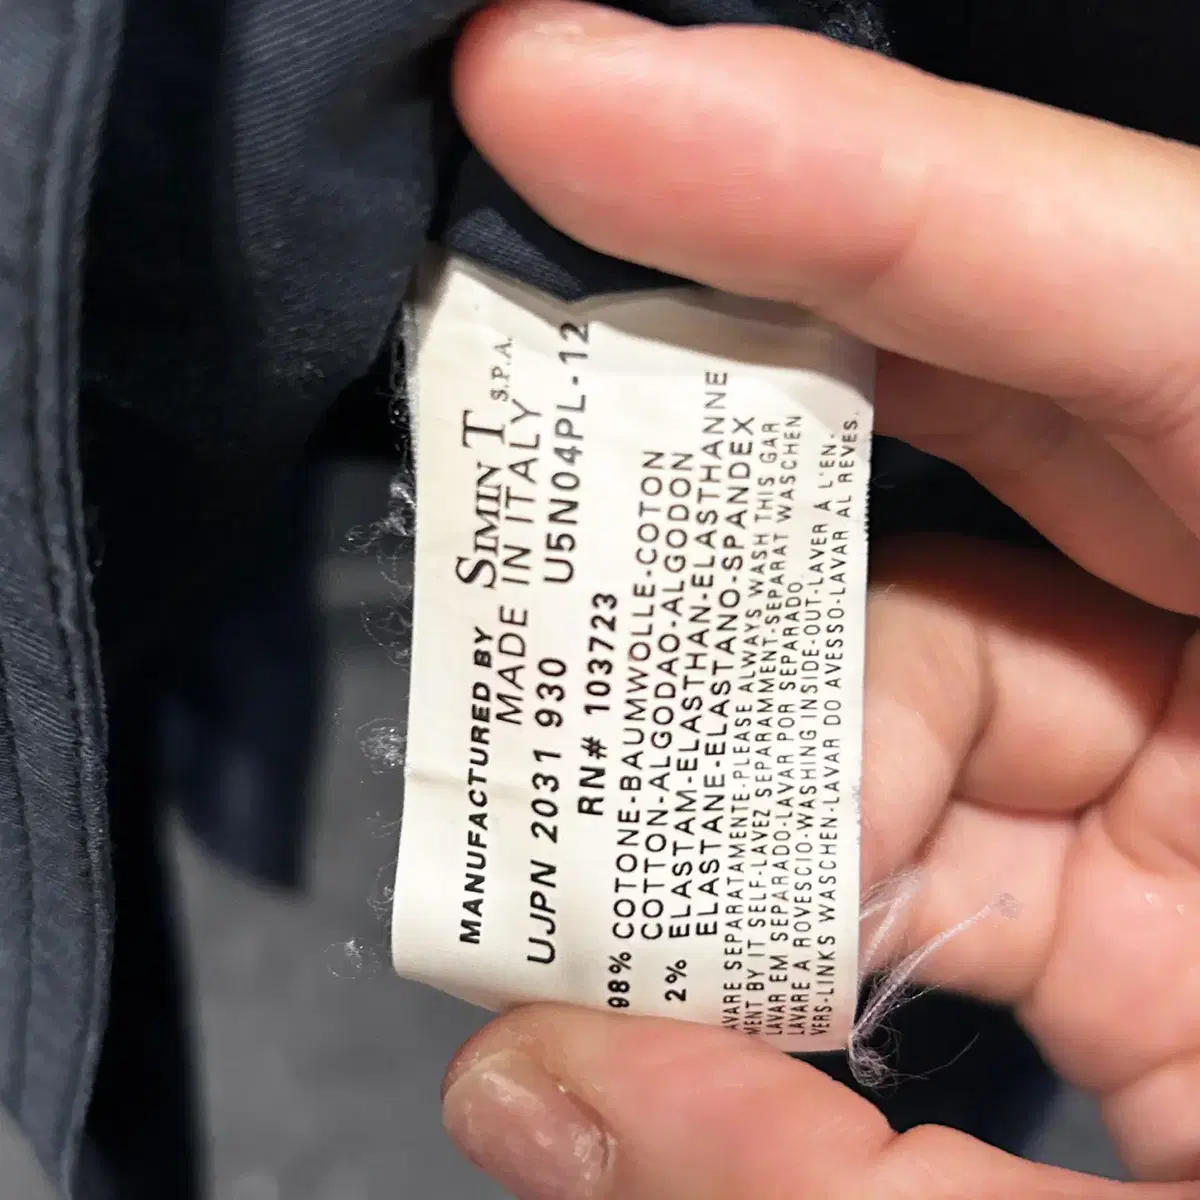 MANUFACTURED BY SIMINT S.P.A.
MADE IN ITALY
UJPN 2031 930 U5N04PL-12
RN# 103723
98% COTONE-BAUMWOLLE-COTON
COTTON-ALGODAO-ALGODON
2% ELASTAM-ELASTHAN-ELASTHANNE
ELASTANE-ELASTANO-SPANDEX
LAVARE SEPARATAMENTE-PLEASE ALWAYS WASH THIS GAR
MENT BY IT SELF-LAVEZ SEPARAMENT-SEPARAT WASCHEN
LAVAR EM SEPARADO-LAVAR POR SEPARADO
LAVARE A ROVESCIO-WASHING INSIDE-OUT-LAVER À L'EN-
VERS-LINKS WASCHEN-LAVAR DO AVESSO-LAVAR AL REVES.